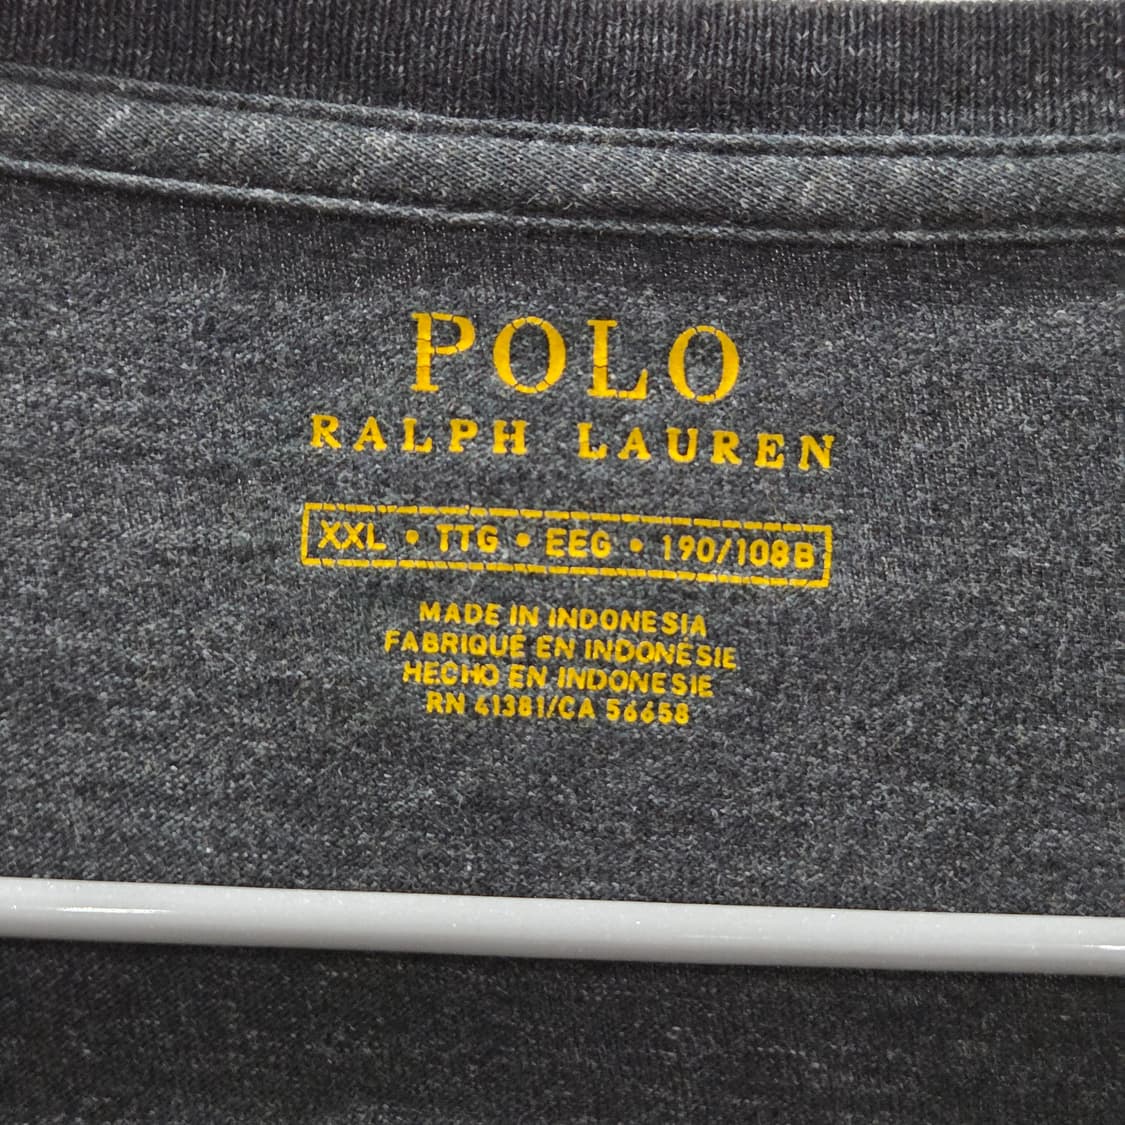 POLO
RALPH LAUREN
XXL • TTG • EEG • 190/108B
MADE IN INDONESIA
FABRIQUÉ EN INDONÉSIE
HECHO EN INDONESIE
RN 41381/CA 56658